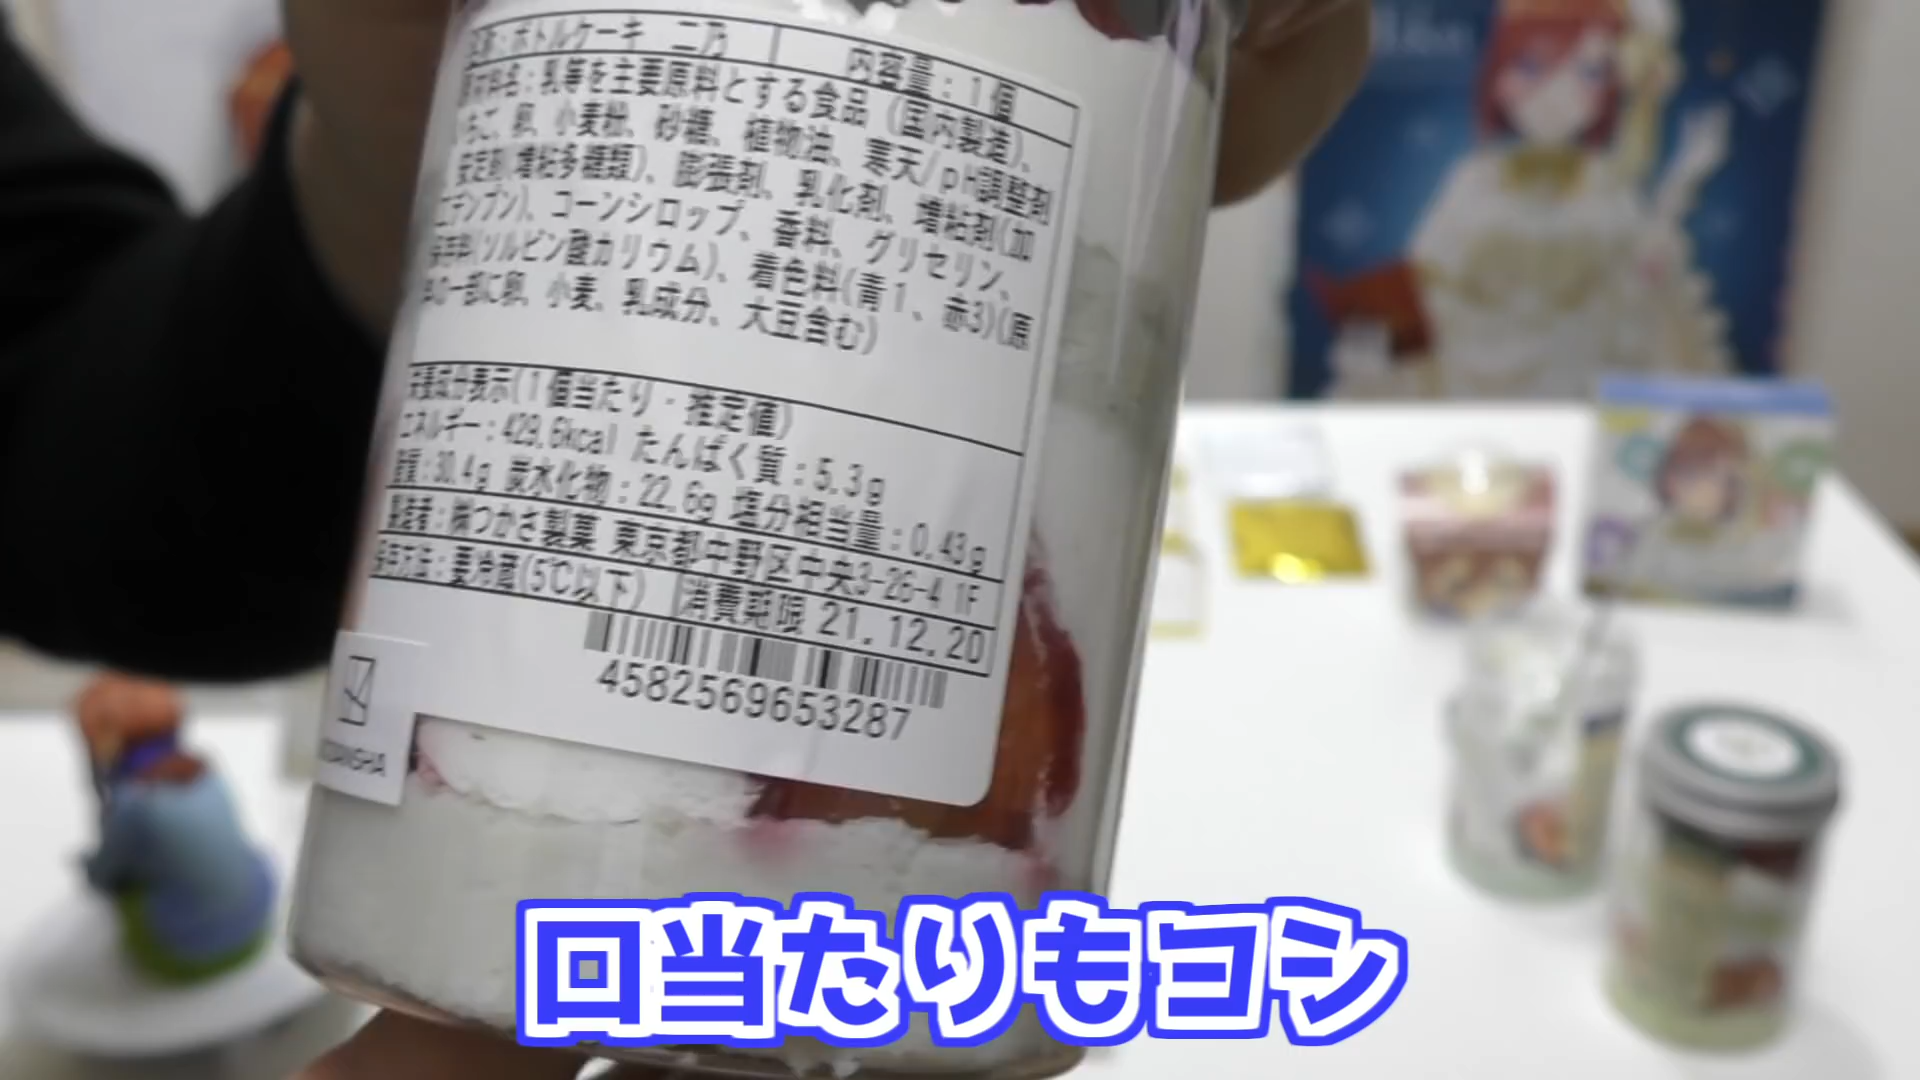 名称：ボトルケーキ 二乃 内容量：1個
原材料名：乳等を主要原料とする食品（国内製造）、
いちご、卵、小麦粉、砂糖、植物油、寒天/pH調整剤
、安定剤(増粘多糖類)、膨張剤、乳化剤、増粘剤(加
工デンプン)、コーンシロップ、香料、グリセリン、
保存料(ソルビン酸カリウム)、着色料(青1、赤3)(原
料の一部に卵、小麦、乳成分、大豆含む)
栄養成分表示(1個当たり・推定値)
エネルギー：429.6kcal たんぱく質：5.3g
脂質：30.4g 炭水化物：22.6g 塩分相当量：0.43g
製造者：㈱つかさ製菓 東京都中野区中央3-26-4 1F
保存方法：要冷蔵(5℃以下) 消費期限 21.12.20
4582569653287
口当たりもコシ